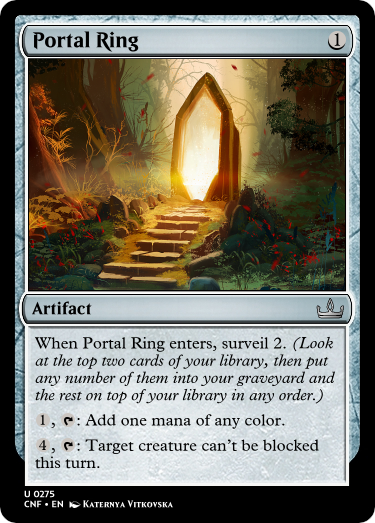 Portal Ring 1
Artifact
When Portal Ring enters, surveil 2. (Look
at the top two cards of your library, then put
any number of them into your graveyard and
the rest on top of your library in any order.)
1, : Add one mana of any color.
4, : Target creature can't be blocked
this turn.
U 0275
CNF • EN Katernya Vitkovska